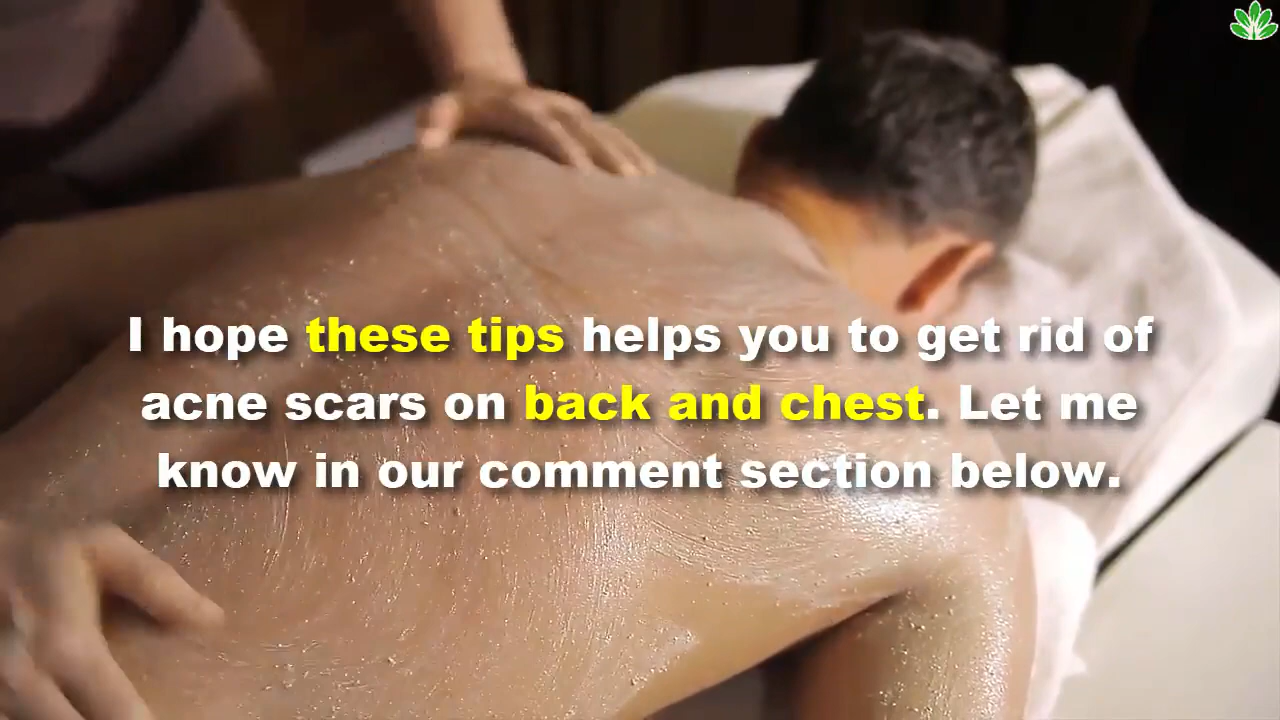 I hope these tips helps you to get rid of
acne scars on back and chest. Let me
know in our comment section below.